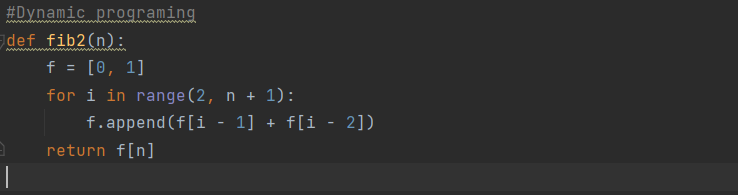 #Dynamic programing
def fib2(n):
    f = [0, 1]
    for i in range(2, n + 1):
        f.append(f[i - 1] + f[i - 2])
    return f[n]